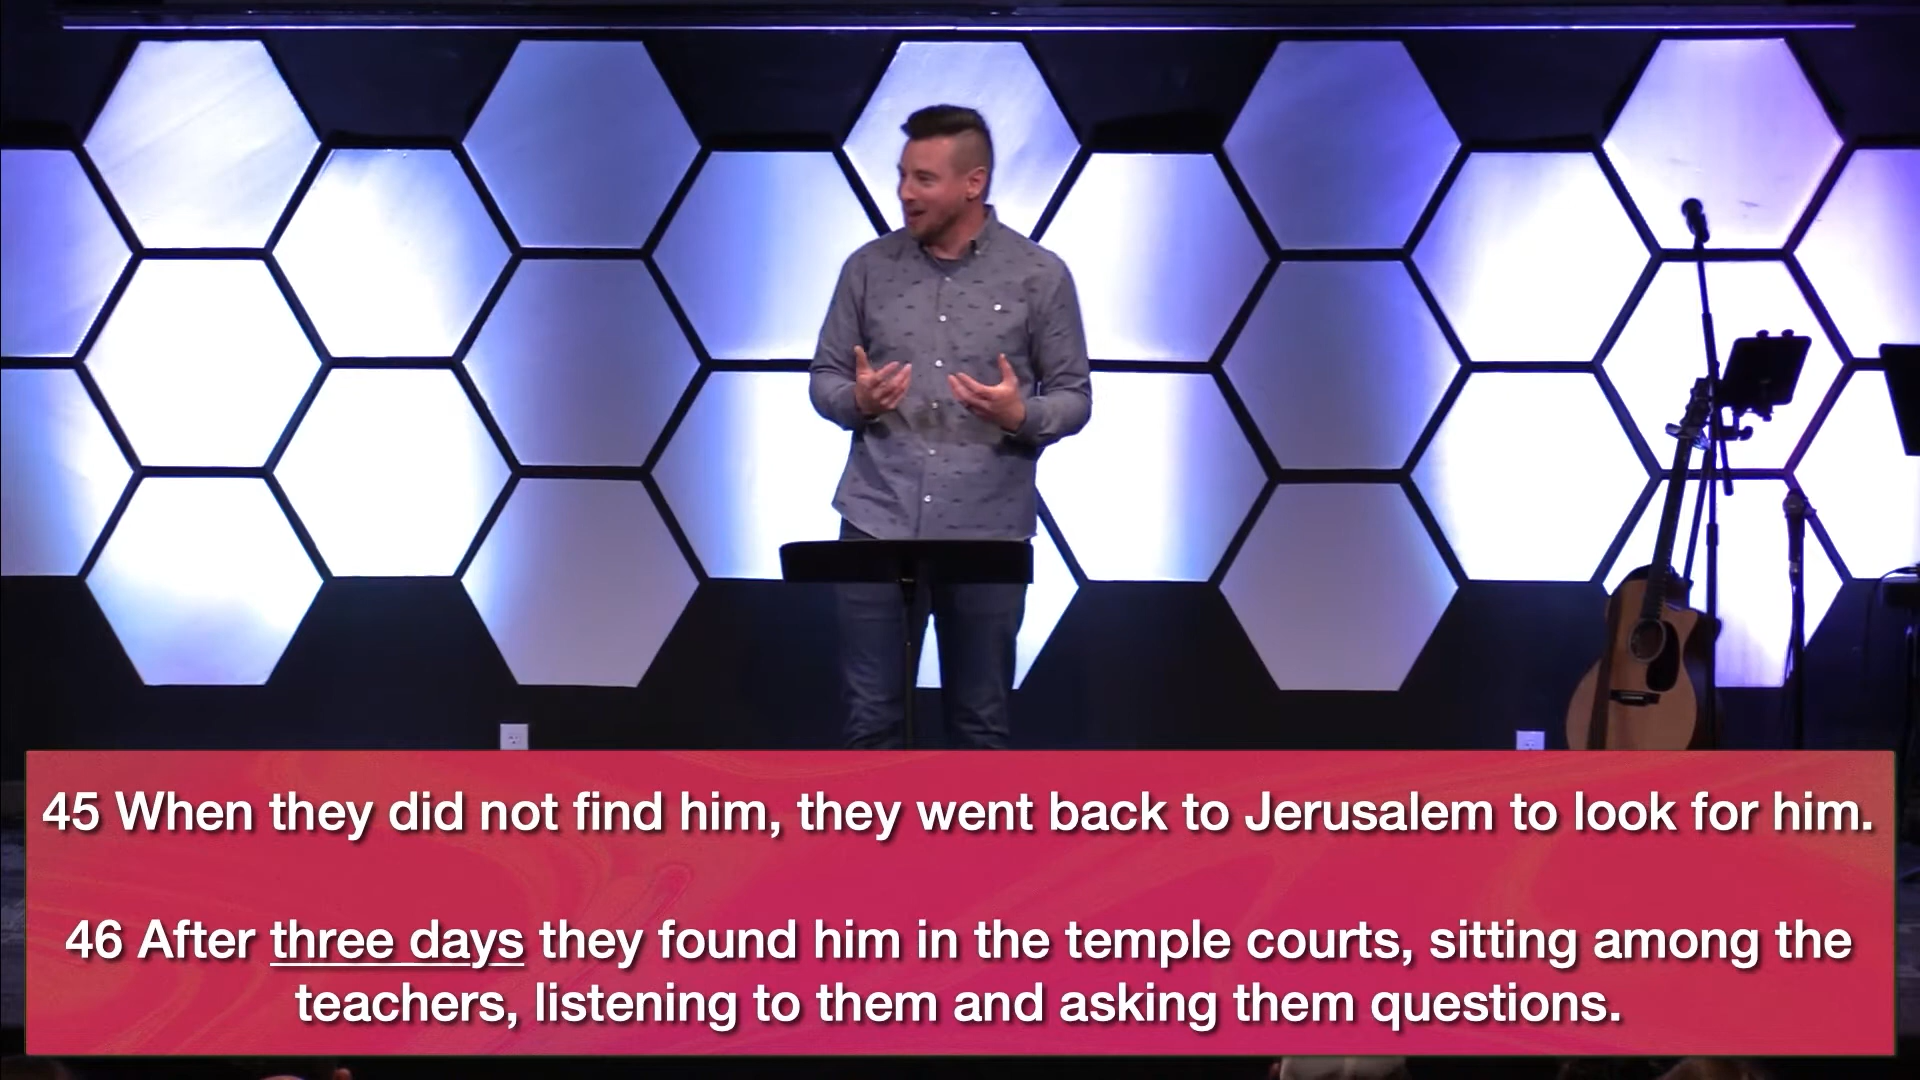 45 When they did not find him, they went back to Jerusalem to look for him.
46 After three days they found him in the temple courts, sitting among the
teachers, listening to them and asking them questions.